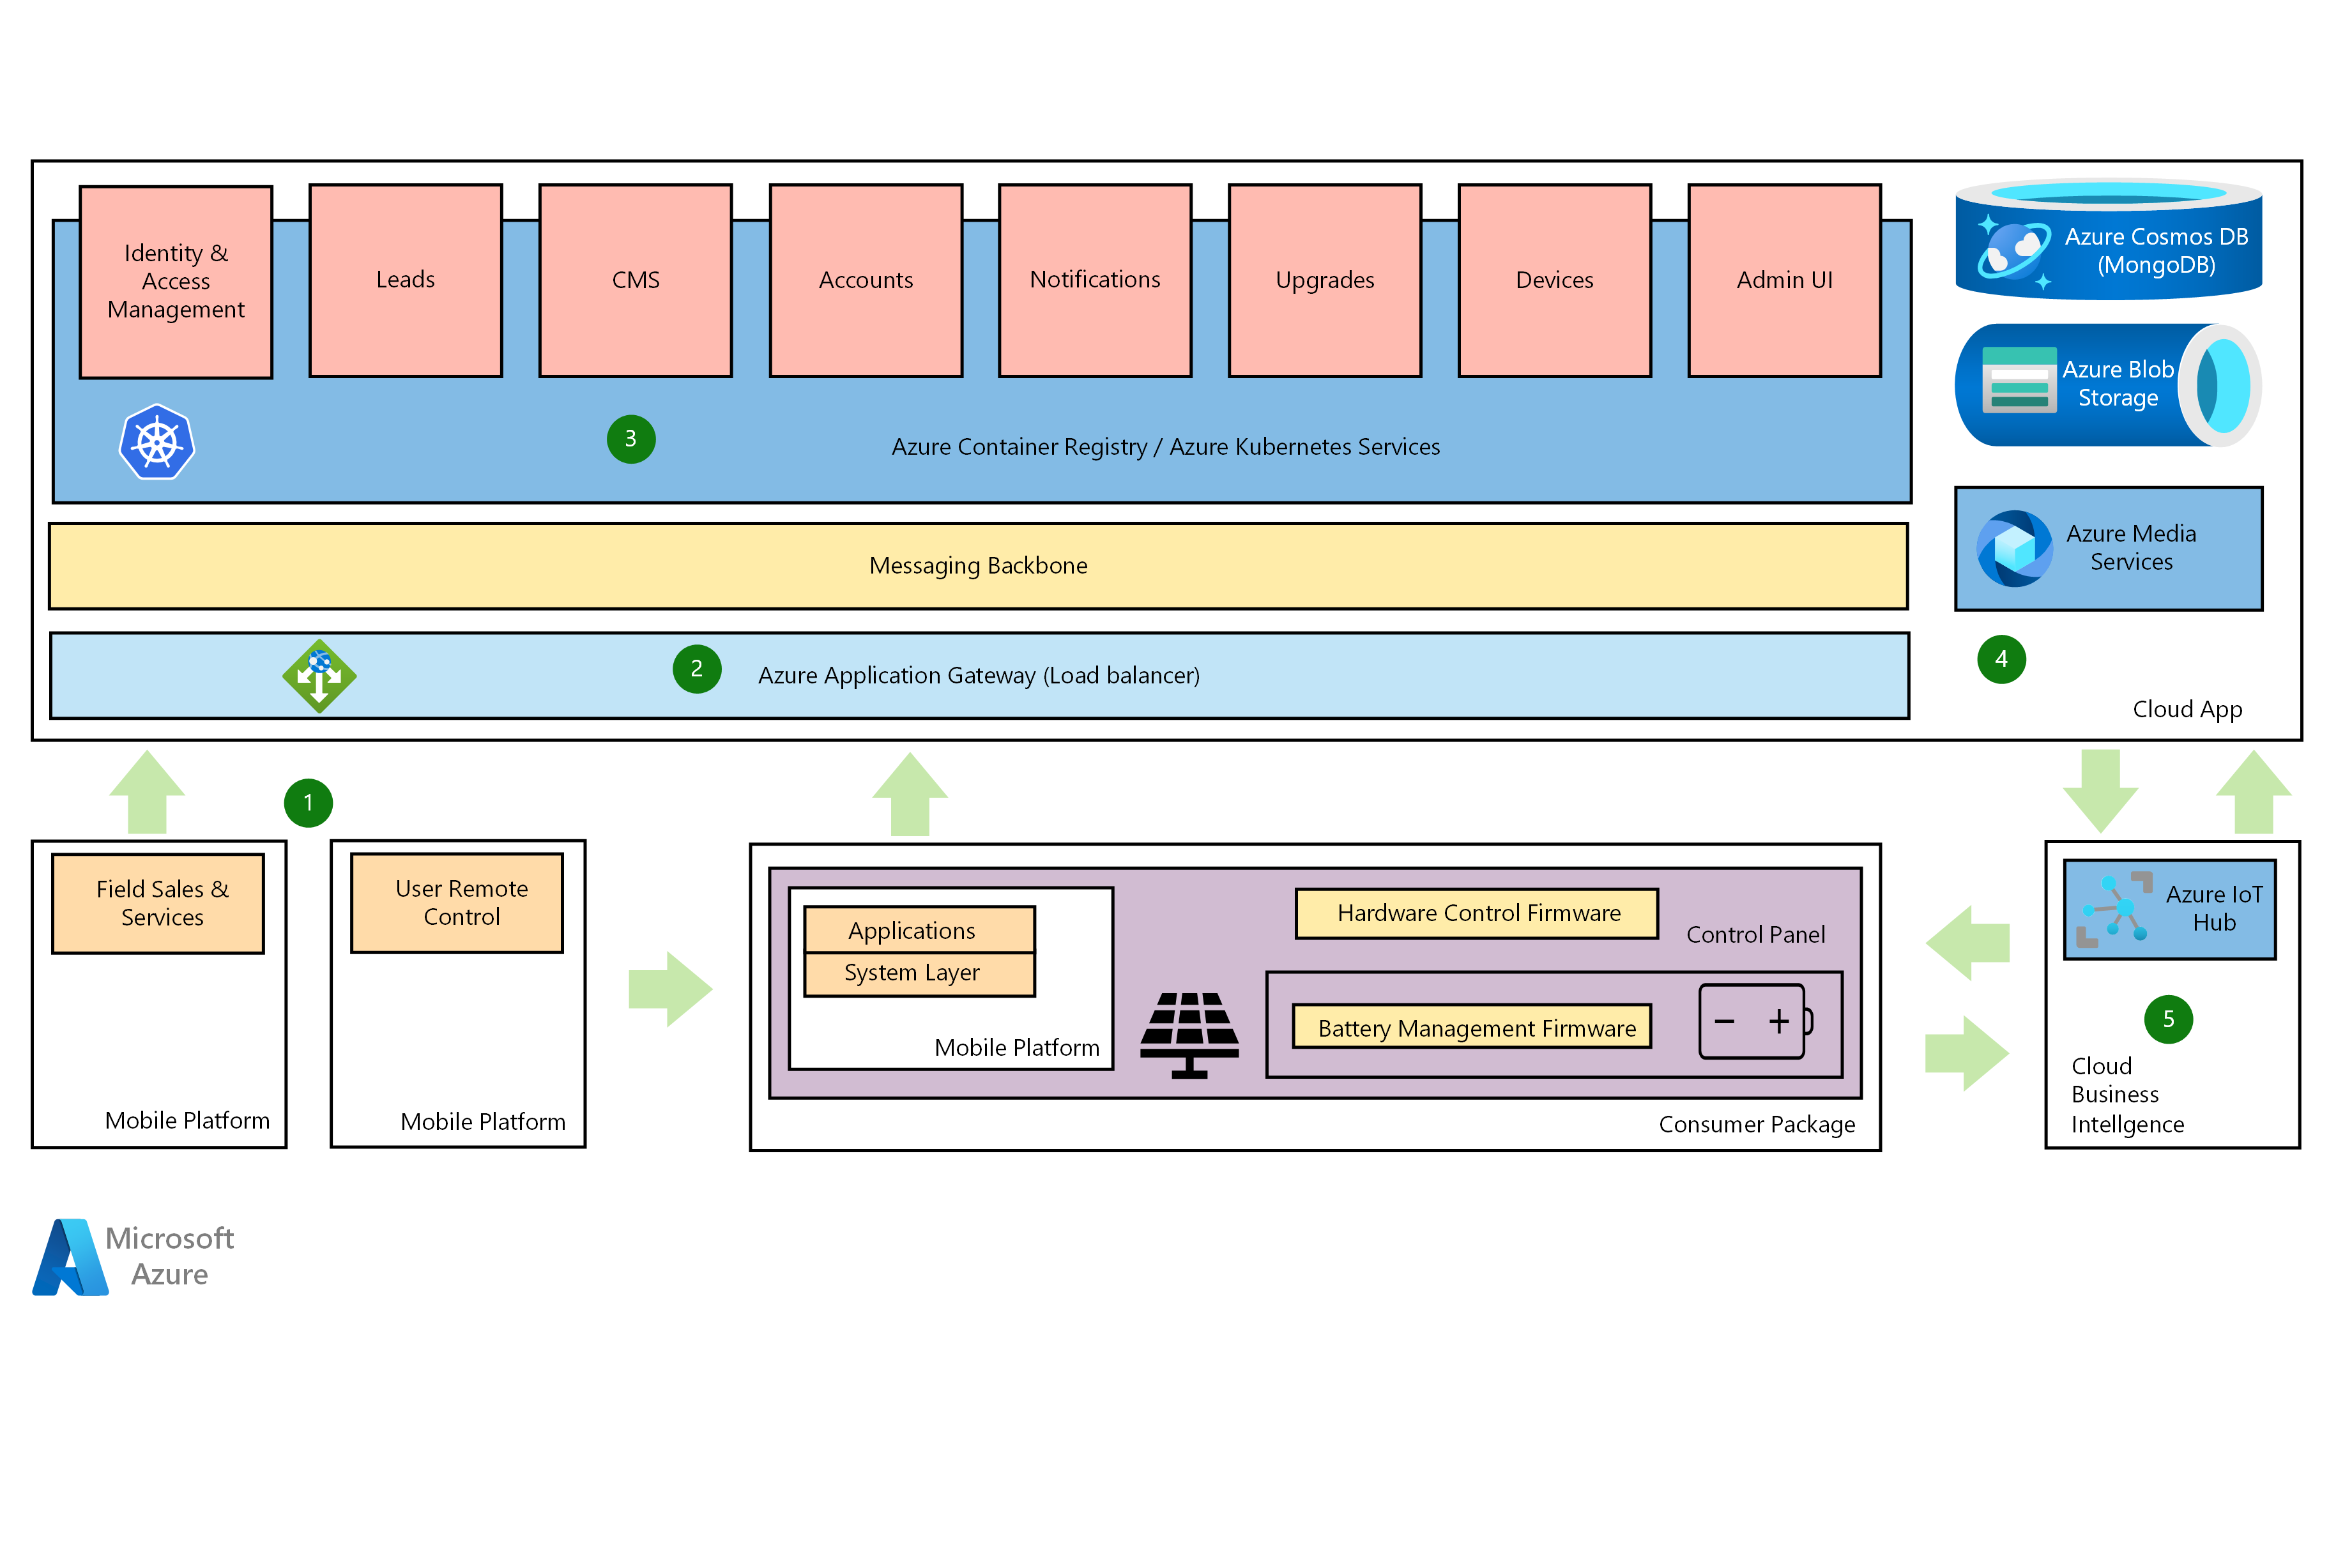 Identity &
Access
Management
Leads
CMS
Accounts
Notifications
Upgrades
Devices
Admin UI
Azure Cosmos DB
(MongoDB)
Azure Blob
Storage
3
Azure Container Registry / Azure Kubernetes Services
Azure Media
Services
Messaging Backbone
2
Azure Application Gateway (Load balancer)
4
Cloud App
1
Field Sales &
Services
Mobile Platform
User Remote
Control
Mobile Platform
Applications
System Layer
Mobile Platform
Hardware Control Firmware
Control Panel
Battery Management Firmware
Consumer Package
Azure IoT
Hub
5
Cloud
Business
Intellgence
Microsoft
Azure